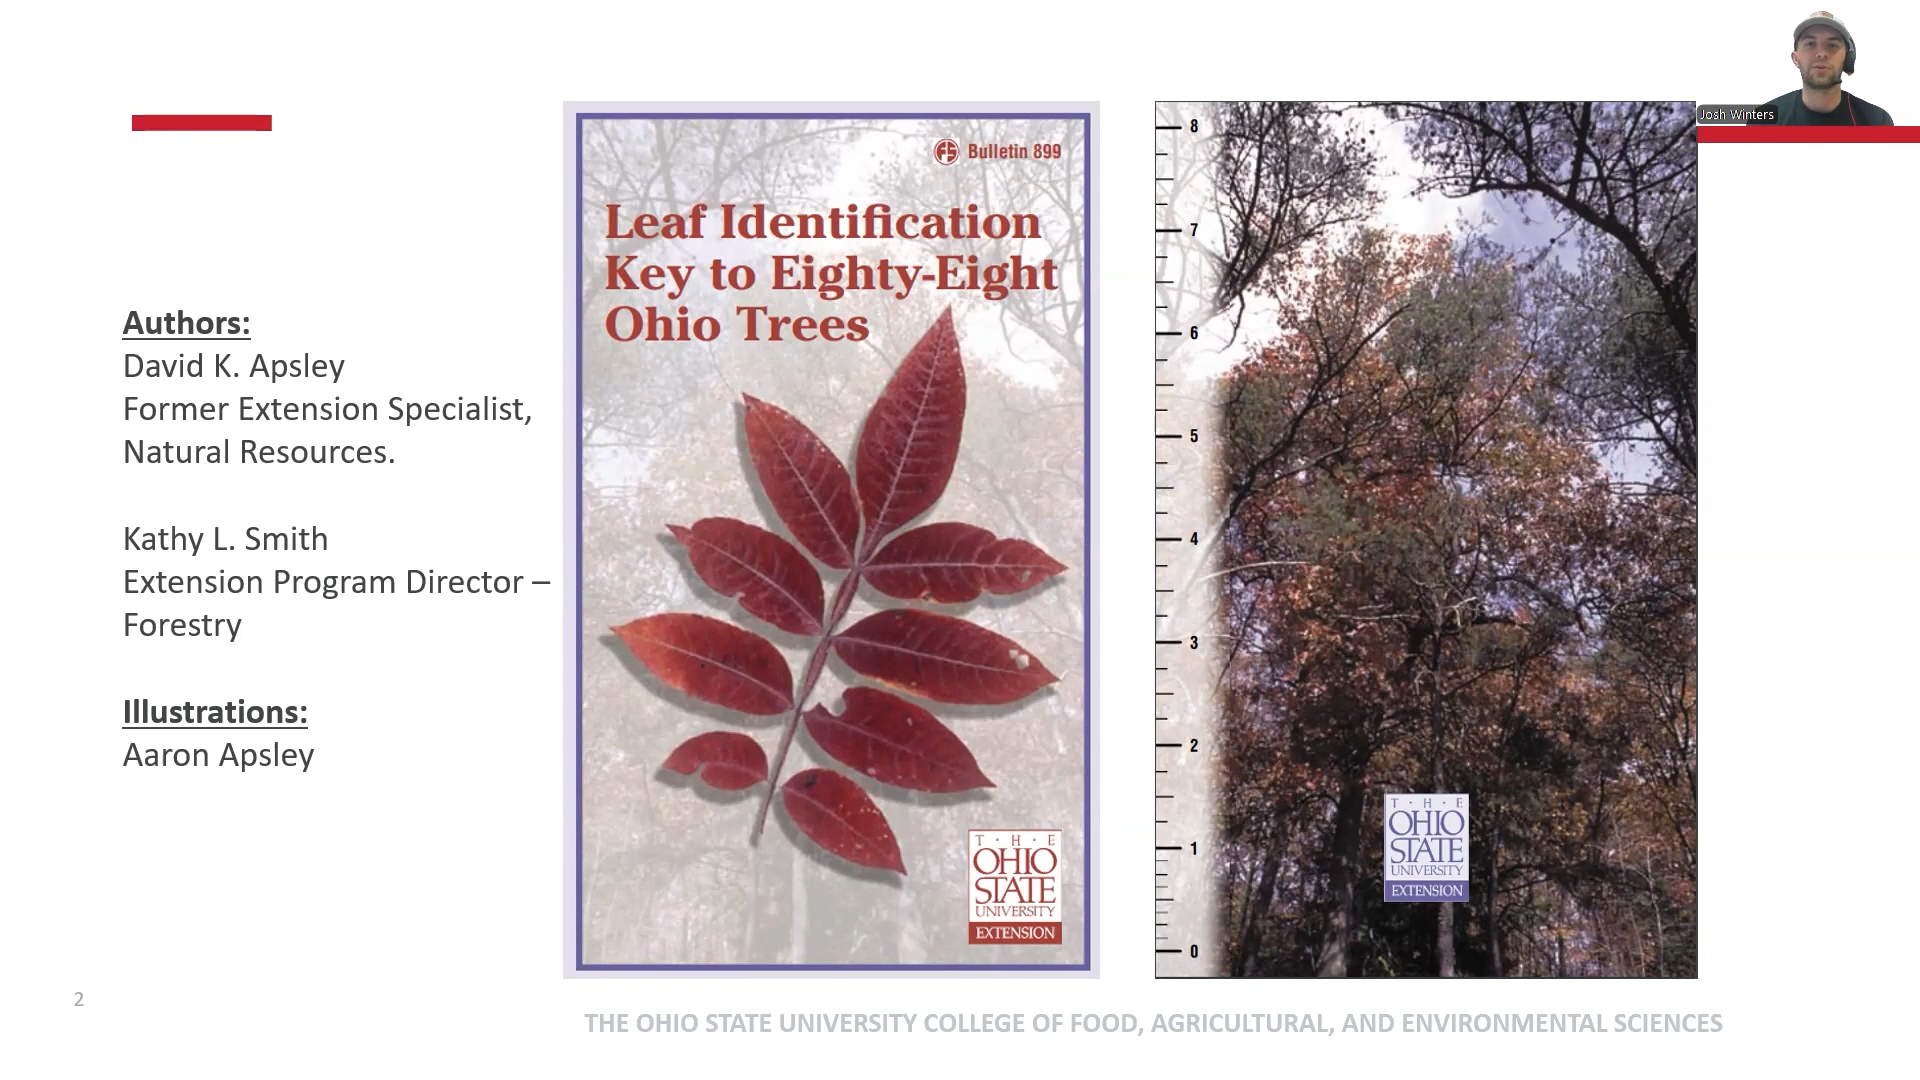 Josh Winters
Authors:
David K. Apsley
Former Extension Specialist,
Natural Resources.
Kathy L. Smith
Extension Program Director –
Forestry
Illustrations:
Aaron Apsley
Bulletin 899
Leaf Identification
Key to Eighty-Eight
Ohio Trees
T · H · E
OHIO
STATE
UNIVERSITY
EXTENSION
8
7
6
5
4
3
2
1
0
T · H · E
OHIO
STATE
UNIVERSITY
EXTENSION
2
THE OHIO STATE UNIVERSITY COLLEGE OF FOOD, AGRICULTURAL, AND ENVIRONMENTAL SCIENCES